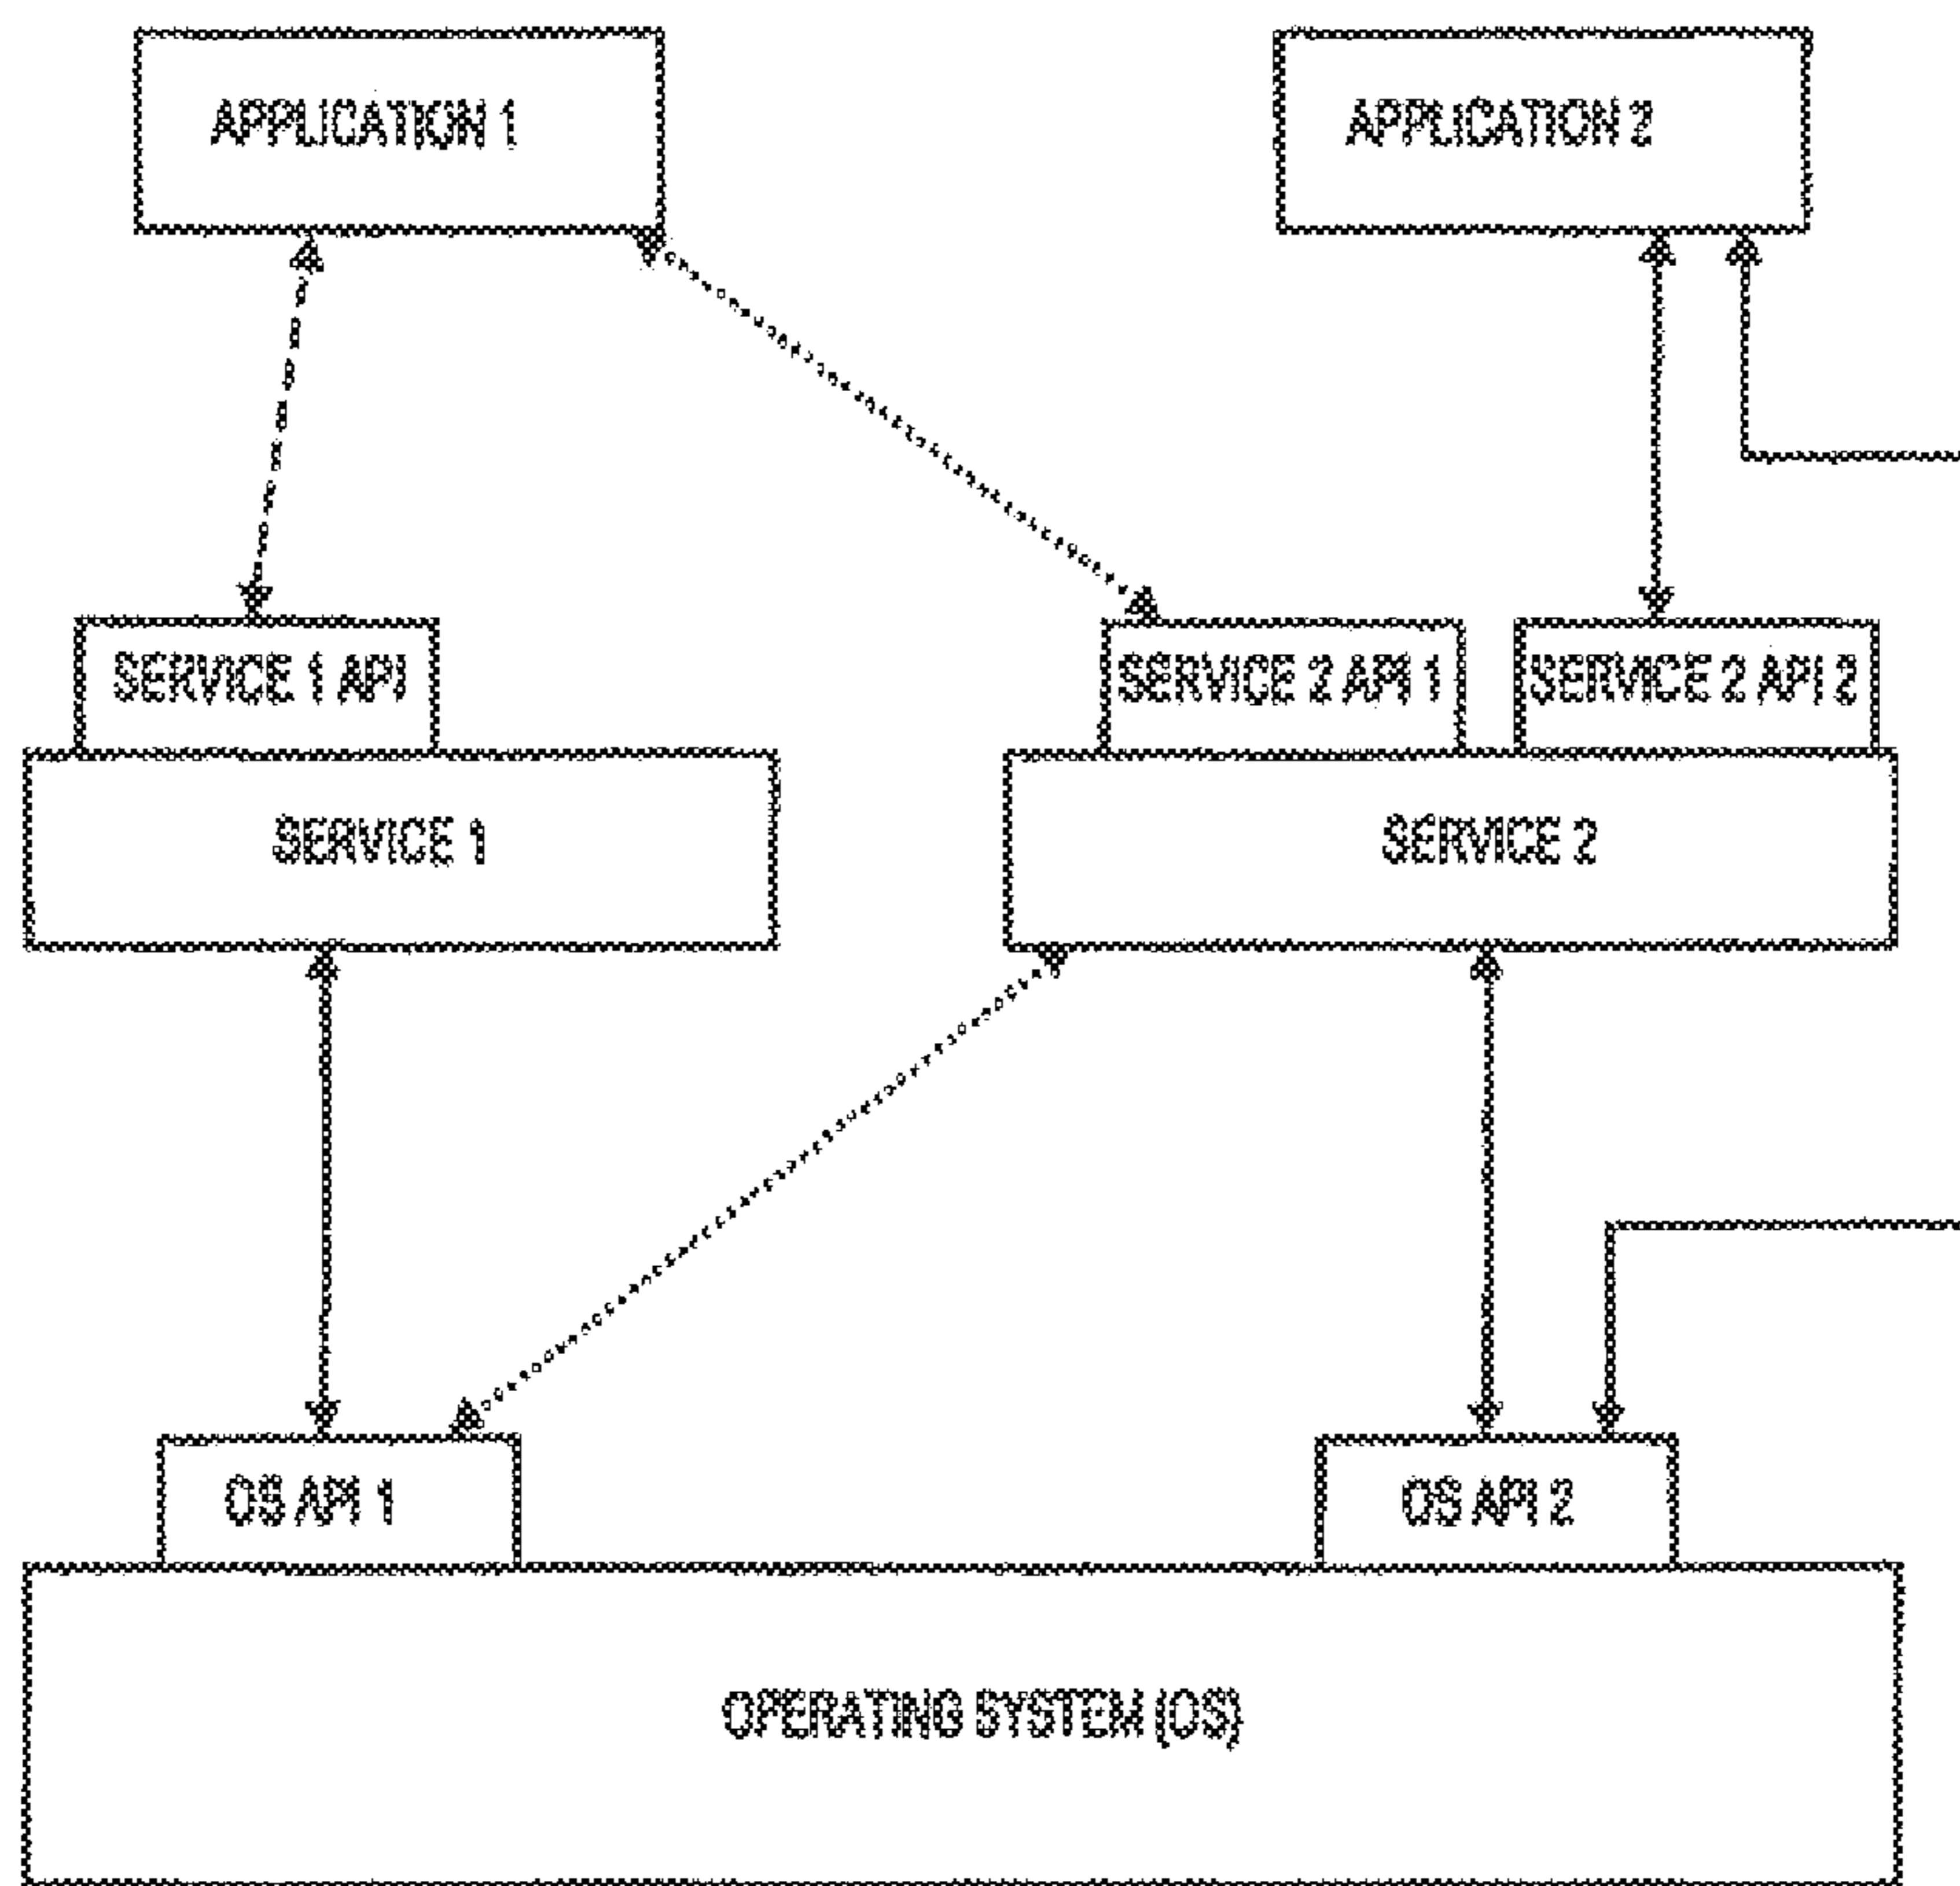 APPLICATION 1
APPLICATION 2
SERVICE 1 API
SERVICE 2 API 1
SERVICE 2 API 2
SERVICE 1
SERVICE 2
OS API 1
OS API 2
OPERATING SYSTEM (OS)